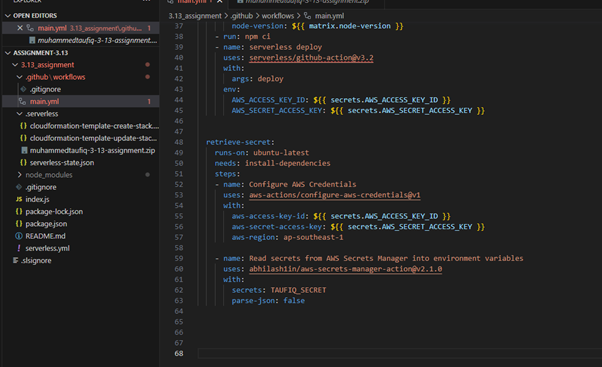 OPEN EDITORS
main.yml 3.13_assignment\.githu... 1
muhammedtaufiq-3-13-assignment....
ASSIGNMENT-3.13
3.13_assignment
.github\workflows
.gitignore
main.yml 1
.serverless
cloudformation-template-create-stack....
cloudformation-template-update-stac...
muhammedtaufiq-3-13-assignment.zip
serverless-state.json
node_modules
.gitignore
index.js
package-lock.json
package.json
README.md
serverless.yml
.slsignore
3.13_assignment > .github > workflows > main.yml
37 node-version: ${{ matrix.node-version }}
38 - run: npm ci
39 - name: serverless deploy
40 uses: serverless/github-action@v3.2
41 with:
42 args: deploy
43 env:
44 AWS_ACCESS_KEY_ID: ${{ secrets.AWS_ACCESS_KEY_ID }}
45 AWS_SECRET_ACCESS_KEY: ${{ secrets.AWS_SECRET_ACCESS_KEY }}
46
47
48 retrieve-secret:
49 runs-on: ubuntu-latest
50 needs: install-dependencies
51 steps:
52 - name: Configure AWS Credentials
53 uses: aws-actions/configure-aws-credentials@v1
54 with:
55 aws-access-key-id: ${{ secrets.AWS_ACCESS_KEY_ID }}
56 aws-secret-access-key: ${{ secrets.AWS_SECRET_ACCESS_KEY }}
57 aws-region: ap-southeast-1
58
59 - name: Read secrets from AWS Secrets Manager into environment variables
60 uses: abhilash1in/aws-secrets-manager-action@v2.1.0
61 with:
62 secrets: TAUFIQ_SECRET
63 parse-json: false
64
65
66
67
68